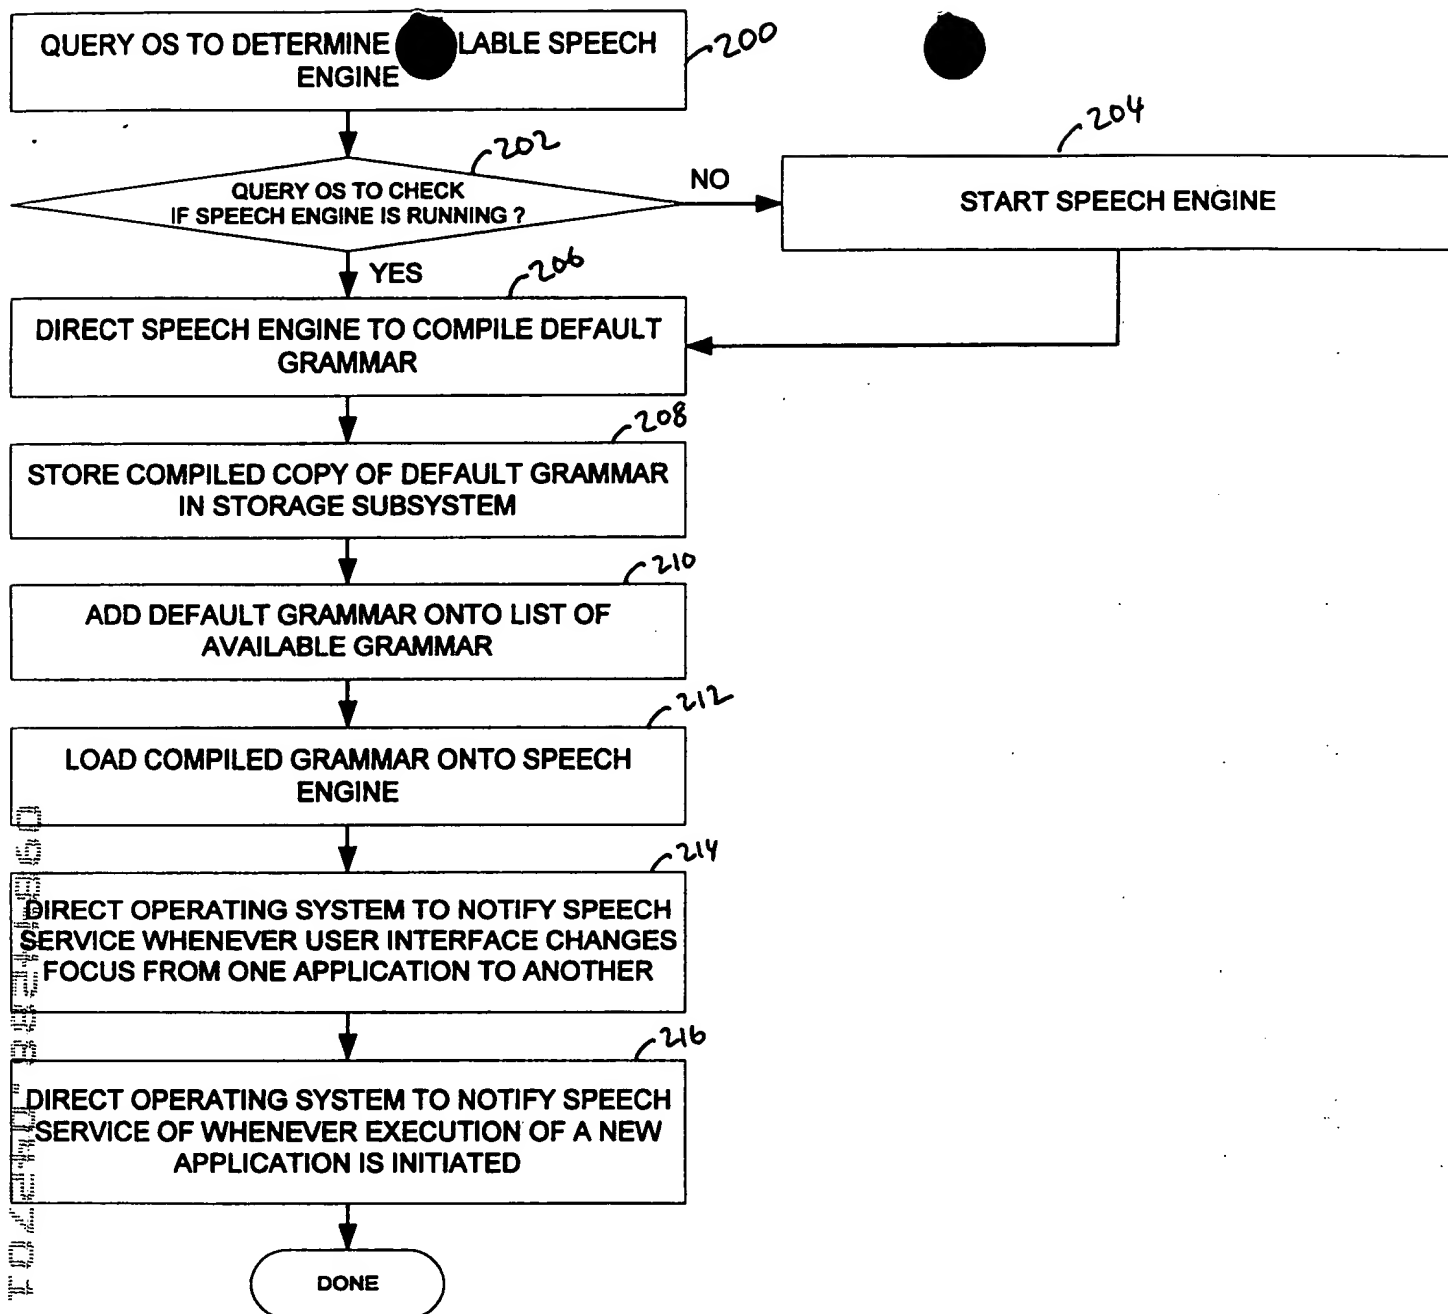 QUERY OS TO DETERMINE LABLE SPEECH
ENGINE
200
202
QUERY OS TO CHECK
IF SPEECH ENGINE IS RUNNING ?
NO
204
START SPEECH ENGINE
YES
206
DIRECT SPEECH ENGINE TO COMPILE DEFAULT
GRAMMAR
208
STORE COMPILED COPY OF DEFAULT GRAMMAR
IN STORAGE SUBSYSTEM
210
ADD DEFAULT GRAMMAR ONTO LIST OF
AVAILABLE GRAMMAR
212
LOAD COMPILED GRAMMAR ONTO SPEECH
ENGINE
214
DIRECT OPERATING SYSTEM TO NOTIFY SPEECH
SERVICE WHENEVER USER INTERFACE CHANGES
FOCUS FROM ONE APPLICATION TO ANOTHER
216
DIRECT OPERATING SYSTEM TO NOTIFY SPEECH
SERVICE OF WHENEVER EXECUTION OF A NEW
APPLICATION IS INITIATED
DONE